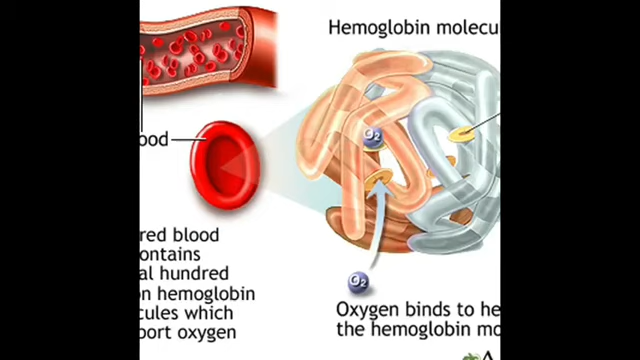 Hemoglobin molecu
ood
O2
O2
red blood
ontains
al hundred
on hemoglobin
cules which
port oxygen
Oxygen binds to he
the hemoglobin mo
A